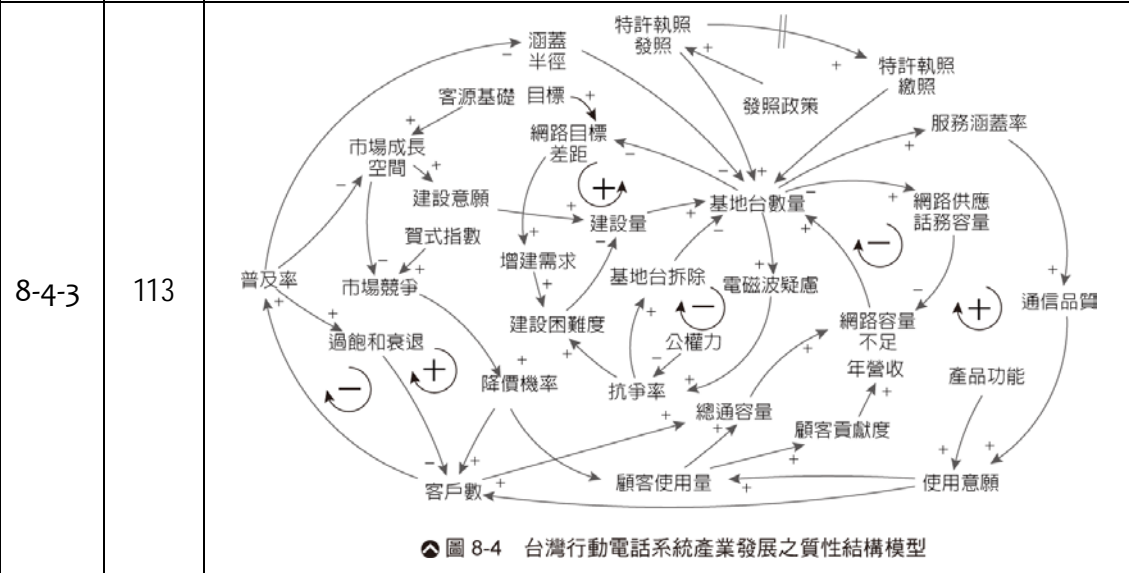 8-4-3
113
特許執照
發照
涵蓋
半徑
特許執照
繳照
客源基礎
目標
發照政策
網路目標
差距
服務涵蓋率
市場成長
空間
建設意願
基地台數量
網路供應
話務容量
建設量
賀式指數
增建需求
普及率
市場競爭
基地台拆除
電磁波疑慮
通信品質
建設困難度
網路容量
不足
過飽和衰退
公權力
年營收
產品功能
降價機率
抗爭率
總通容量
顧客貢獻度
客戶數
顧客使用量
使用意願
圖 8-4 台灣行動電話系統產業發展之質性結構模型